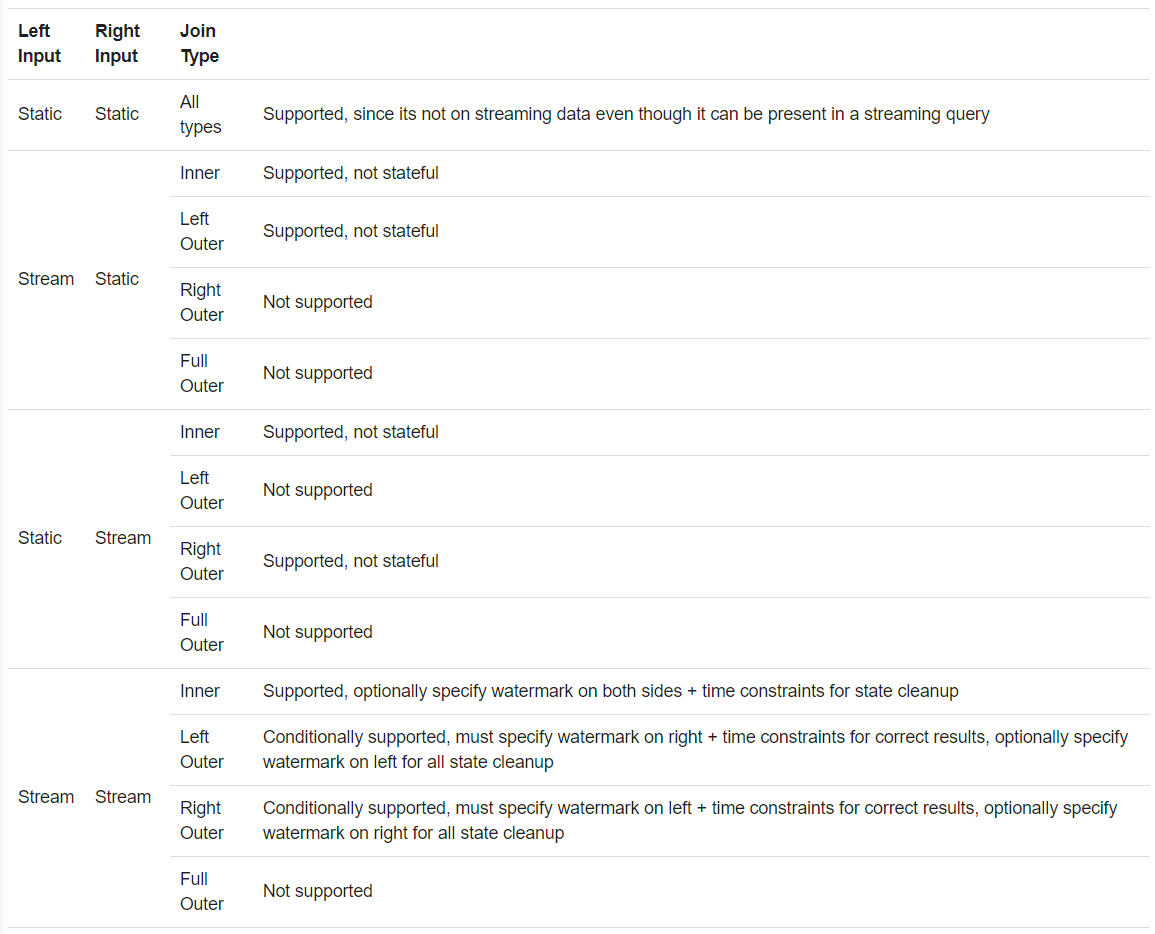 Left Input
Right Input
Join Type
Static
Static
All types
Supported, since its not on streaming data even though it can be present in a streaming query
Stream
Static
Inner
Supported, not stateful
Left Outer
Supported, not stateful
Right Outer
Not supported
Full Outer
Not supported
Static
Stream
Inner
Supported, not stateful
Left Outer
Not supported
Right Outer
Supported, not stateful
Full Outer
Not supported
Stream
Stream
Inner
Supported, optionally specify watermark on both sides + time constraints for state cleanup
Left Outer
Conditionally supported, must specify watermark on right + time constraints for correct results, optionally specify
watermark on left for all state cleanup
Right Outer
Conditionally supported, must specify watermark on left + time constraints for correct results, optionally specify
watermark on right for all state cleanup
Full Outer
Not supported